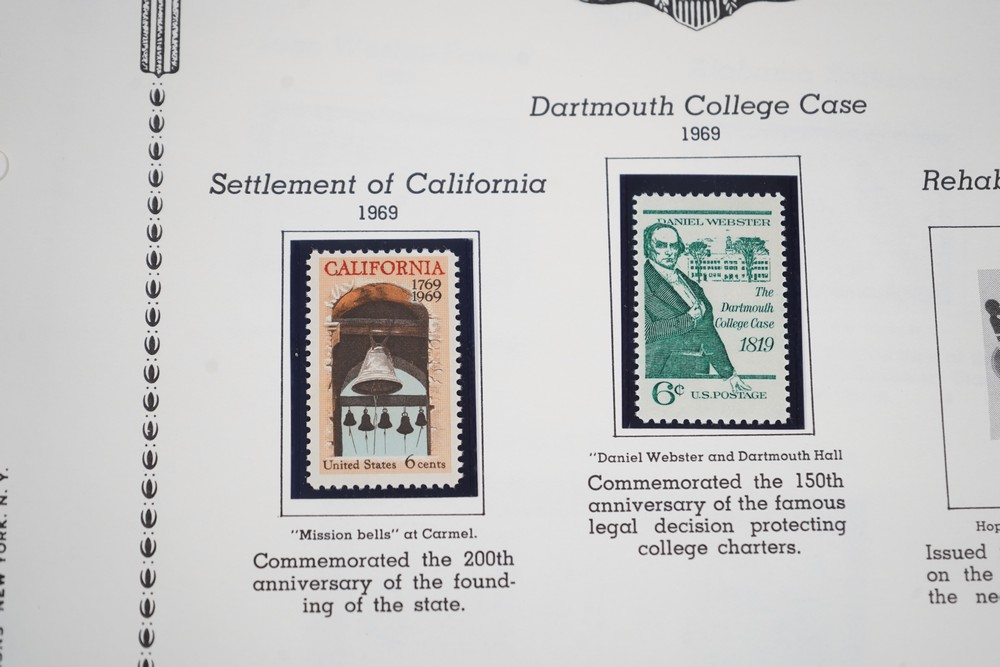 Dartmouth College Case
1969
Settlement of California
1969
CALIFORNIA
1769
1969
United States 6 cents
"Mission bells" at Carmel.
Commemorated the 200th
anniversary of the found-
ing of the state.
DANIEL WEBSTER
The
Dartmouth
College Case
1819
6c U.S. POSTAGE
"Daniel Webster and Dartmouth Hall
Commemorated the 150th
anniversary of the famous
legal decision protecting
college charters.
Rehab
Hop
Issued
on the
the ne
NEW YORK, N. Y.